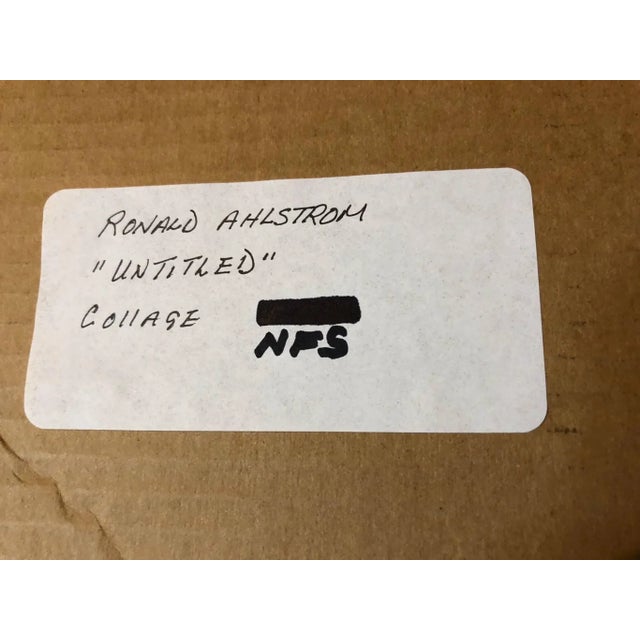 RONALD AHLSTROM
"UNTITLED"
COllAGE
NFS